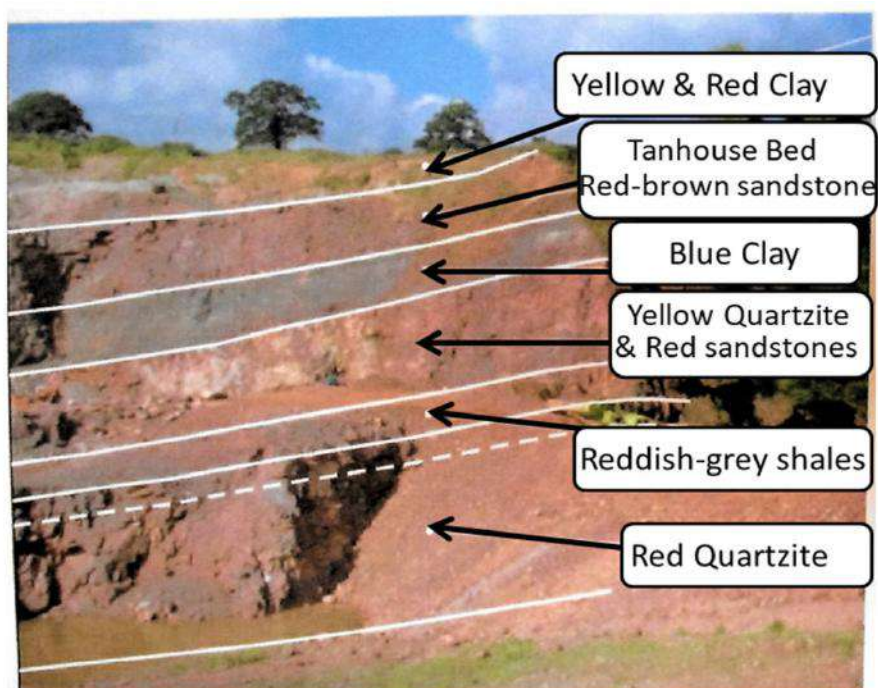 Yellow & Red Clay
Tanhouse Bed
Red-brown sandstone
Blue Clay
Yellow Quartzite
& Red sandstones
Reddish-grey shales
Red Quartzite